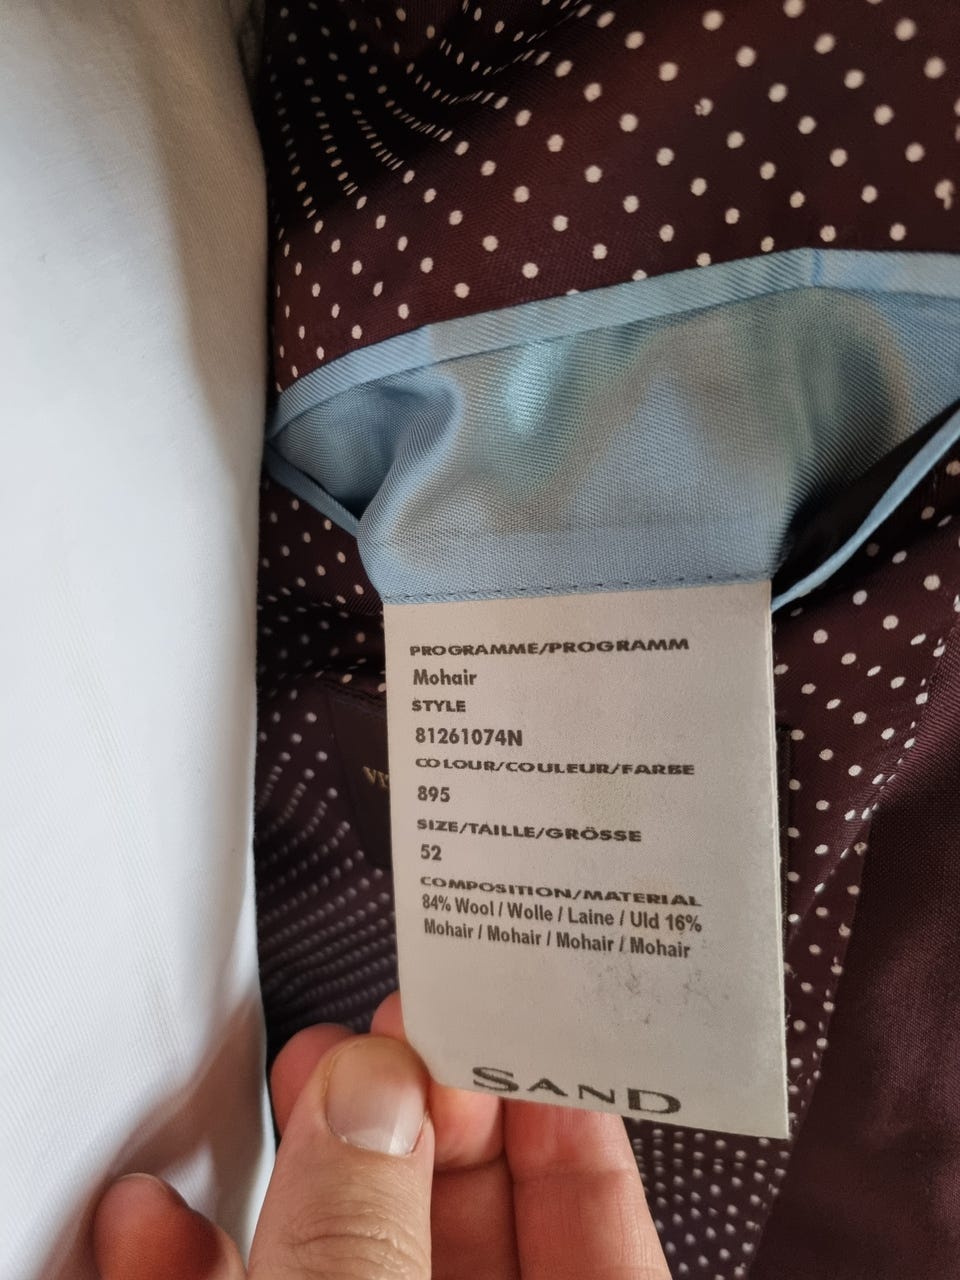 PROGRAMME/PROGRAMM
Mohair
STYLE
81261074N
COLOUR/COULEUR/FARBE
895
SIZE/TAILLE/GRÖSSE
52
COMPOSITION/MATERIAL
84% Wool / Wolle / Laine / Uld 16%
Mohair / Mohair / Mohair / Mohair
SAND